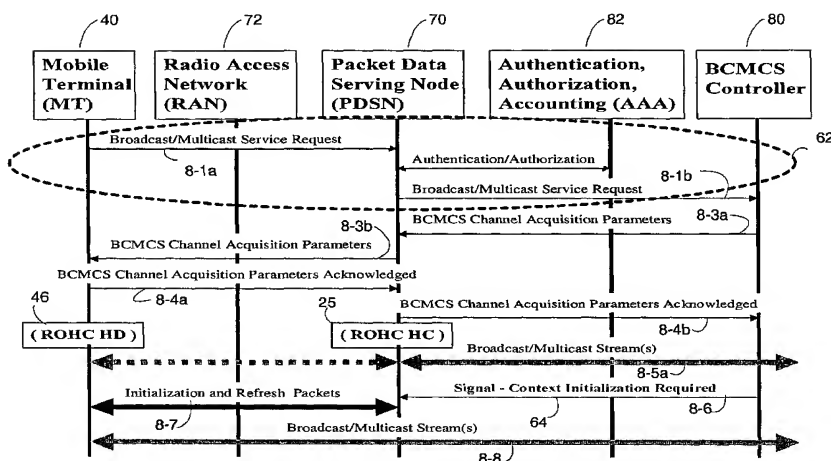 40
72
70
82
80
Mobile
Terminal
(MT)
Radio Access
Network
(RAN)
Packet Data
Serving Node
(PDSN)
Authentication,
Authorization,
Accounting (AAA)
BCMCS
Controller
Broadcast/Multicast Service Request
8-1a
62
Authentication/Authorization
8-1b
Broadcast/Multicast Service Request
8-3b
BCMCS Channel Acquisition Parameters
8-3a
BCMCS Channel Acquisition Parameters
BCMCS Channel Acquisition Parameters Acknowledged
46
8-4a
25
BCMCS Channel Acquisition Parameters Acknowledged
(ROHC HD)
(ROHC HC)
8-4b
Broadcast/Multicast Stream(s)
8-5a
Initialization and Refresh Packets
Signal - Context Initialization Required
8-7
64
8-6
Broadcast/Multicast Stream(s)
8-8